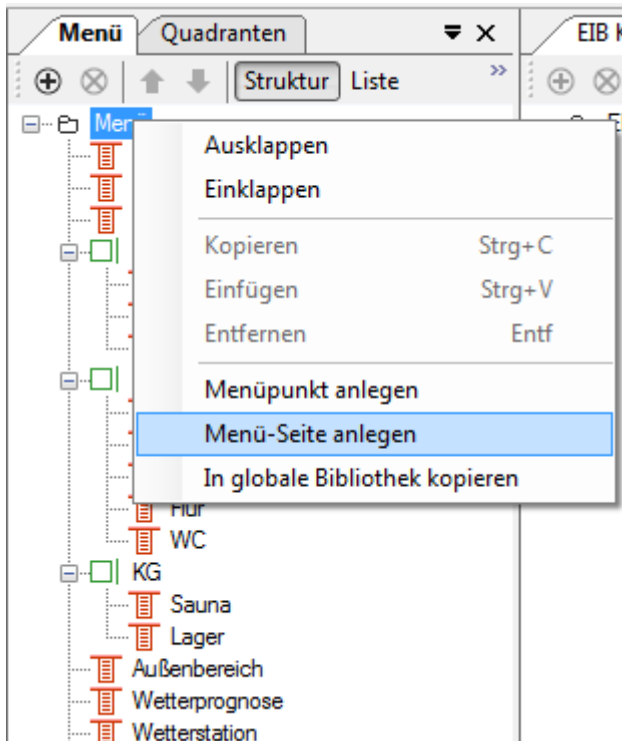 Menü Quadranten
EIB
Struktur Liste
Menü
Ausklappen
Einklappen
Kopieren Strg+C
Einfügen Strg+V
Entfernen Entf
Menüpunkt anlegen
Menü-Seite anlegen
In globale Bibliothek kopieren
Flur
WC
KG
Sauna
Lager
Außenbereich
Wetterprognose
Wetterstation